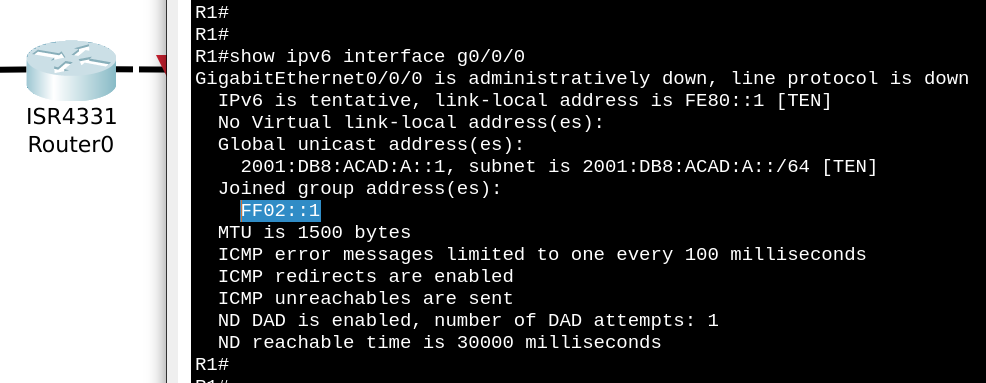 ISR4331
Router0
R1#
R1#
R1#show ipv6 interface g0/0/0
GigabitEthernet0/0/0 is administratively down, line protocol is down
IPv6 is tentative, link-local address is FE80::1 [TEN]
No Virtual link-local address(es):
Global unicast address(es):
2001:DB8:ACAD:A::1, subnet is 2001:DB8:ACAD:A::/64 [TEN]
Joined group address(es):
FF02::1
MTU is 1500 bytes
ICMP error messages limited to one every 100 milliseconds
ICMP redirects are enabled
ICMP unreachables are sent
ND DAD is enabled, number of DAD attempts: 1
ND reachable time is 30000 milliseconds
R1#
R1#